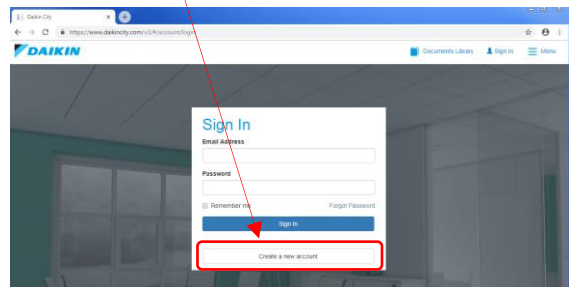 Daikin City
https://www.daikincity.com/v3/#/account/login
DAIKIN
Documents Library Sign In Menu
Sign In
Email Address
Password
Remember me Forgot Password
Sign In
Create a new account